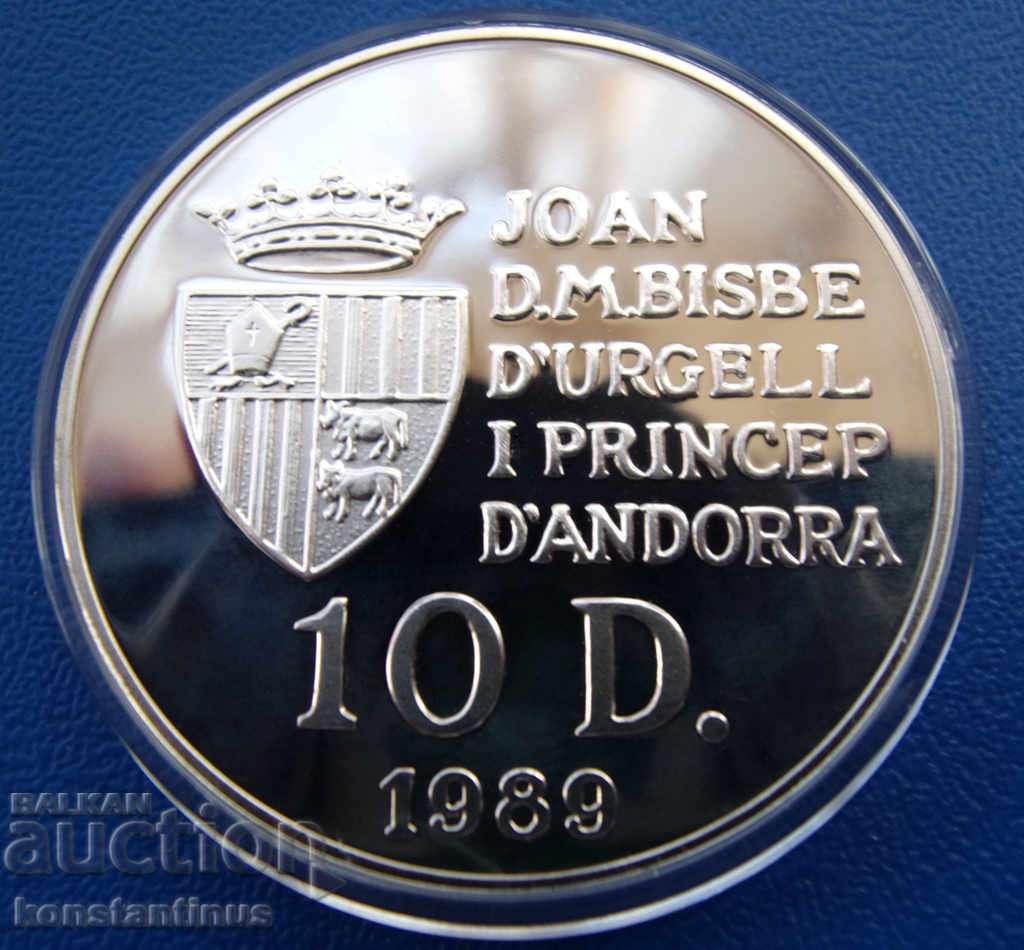 JOAN
D.M.BISBE
D'URGELL
I PRINCEP
D'ANDORRA
10 D.
1989
BALKAN
auction
konstantinus